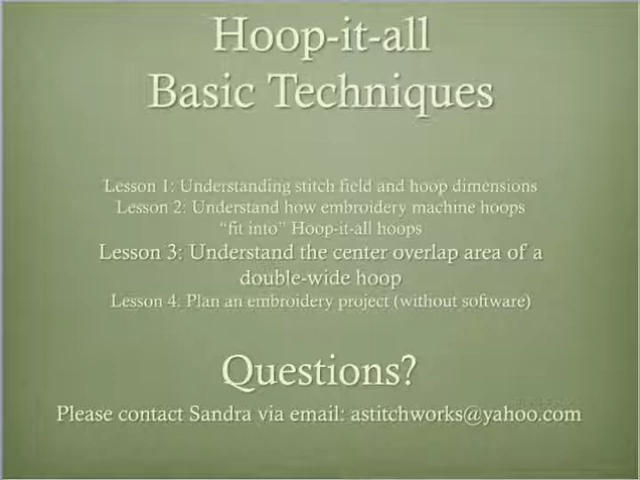 Hoop-it-all
Basic Techniques
Lesson 1: Understanding stitch field and hoop dimensions
Lesson 2: Understand how embroidery machine hoops
“fit into” Hoop-it-all hoops
Lesson 3: Understand the center overlap area of a
double-wide hoop
Lesson 4: Plan an embroidery project (without software)
Questions?
Please contact Sandra via email: astitchworks@yahoo.com